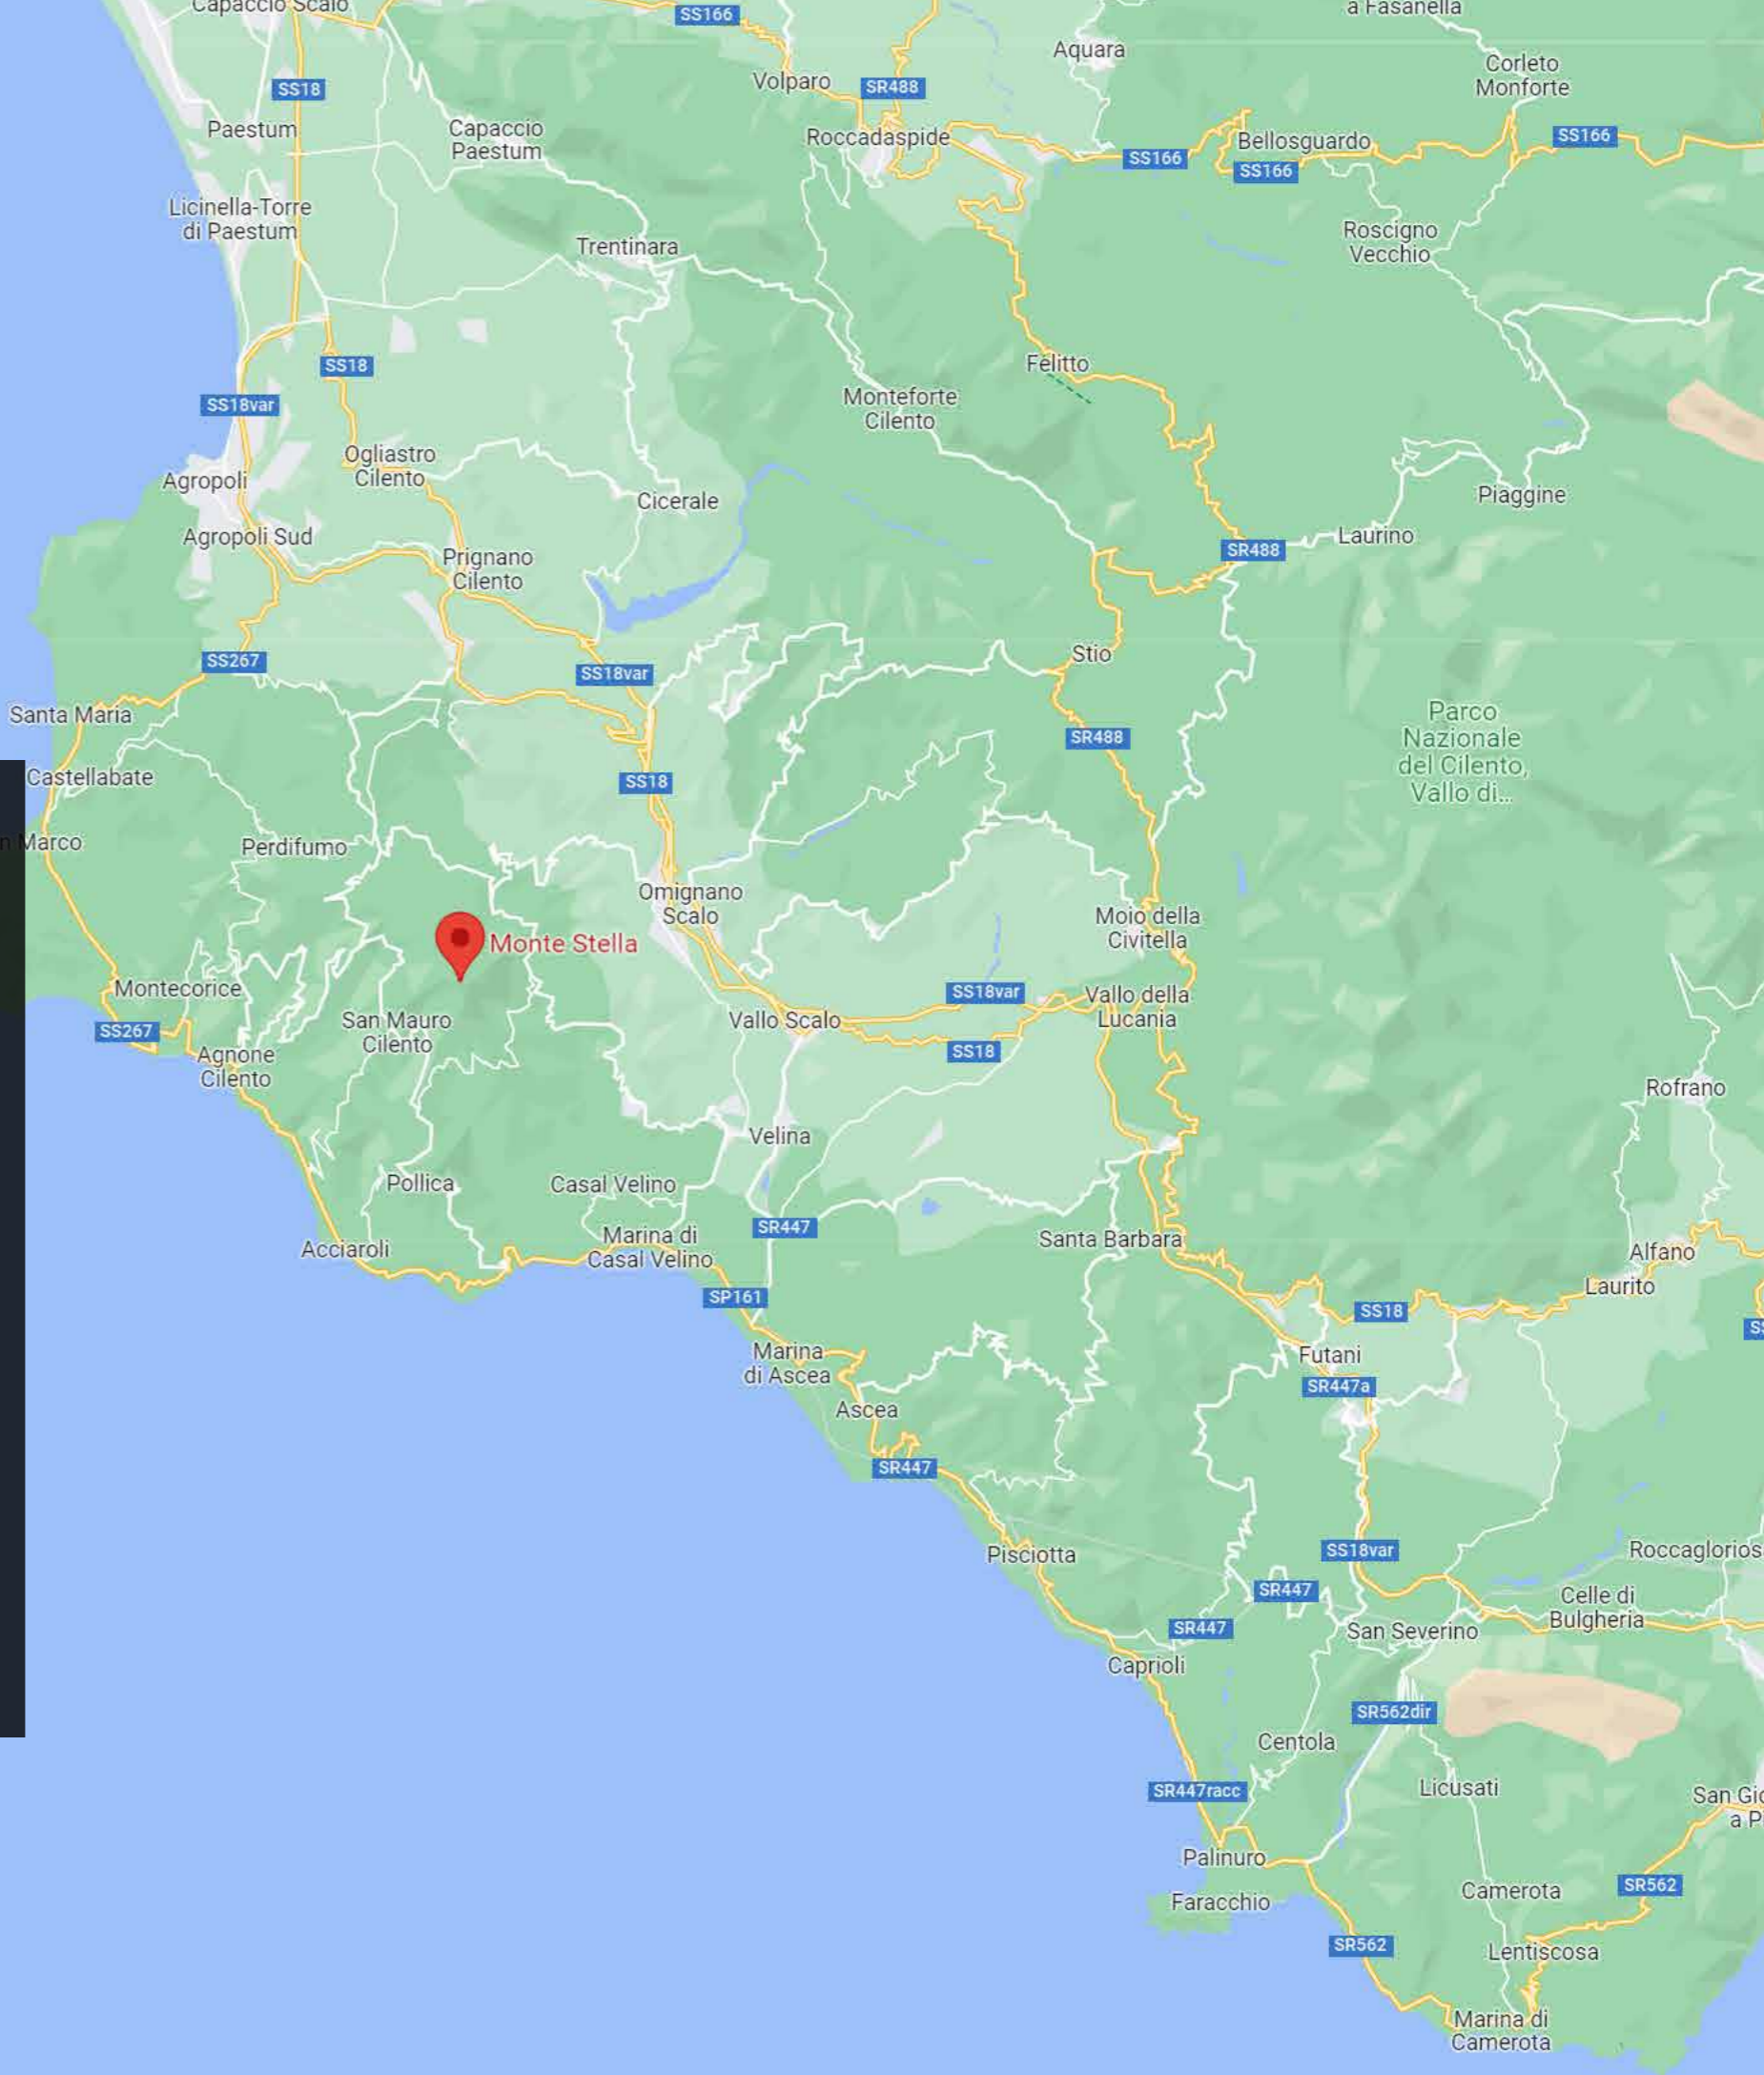 Capaccio Scalo
SS166
a Fasanella
Aquara
Corleto
Monforte
Volparo
SR488
SS18
Paestum
Capaccio
Paestum
Roccadaspide
SS166
Bellosguardo
SS166
SS166
Licinella-Torre
di Paestum
Trentinara
Roscigno
Vecchio
SS18
Felitto
SS18var
Monteforte
Cilento
Ogliastro
Cilento
Agropoli
Cicerale
Piaggine
Agropoli Sud
Prignano
Cilento
SR488
Laurino
SS267
SS18var
Stio
Santa Maria
SR488
Parco
Nazionale
del Cilento,
Vallo di...
Castellabate
SS18
Marco
Perdifumo
Omignano
Scalo
Moio della
Civitella
Monte Stella
Montecorice
SS18var
Vallo della
Lucania
SS267
San Mauro
Cilento
Vallo Scalo
SS18
Agnone
Cilento
Rofrano
Velina
Pollica
Casal Velino
SR447
Acciaroli
Marina di
Casal Velino
Santa Barbara
Alfano
Laurito
SP161
SS18
Marina
di Ascea
Futani
SR447a
Ascea
SR447
Pisciotta
SS18var
Roccaglorios
SR447
Celle di
Bulgheria
SR447
San Severino
Caprioli
SR562dir
Centola
SR447racc
Licusati
San Gio
a P
Palinuro
Faracchio
Camerota
SR562
SR562
Lentiscosa
Marina di
Camerota